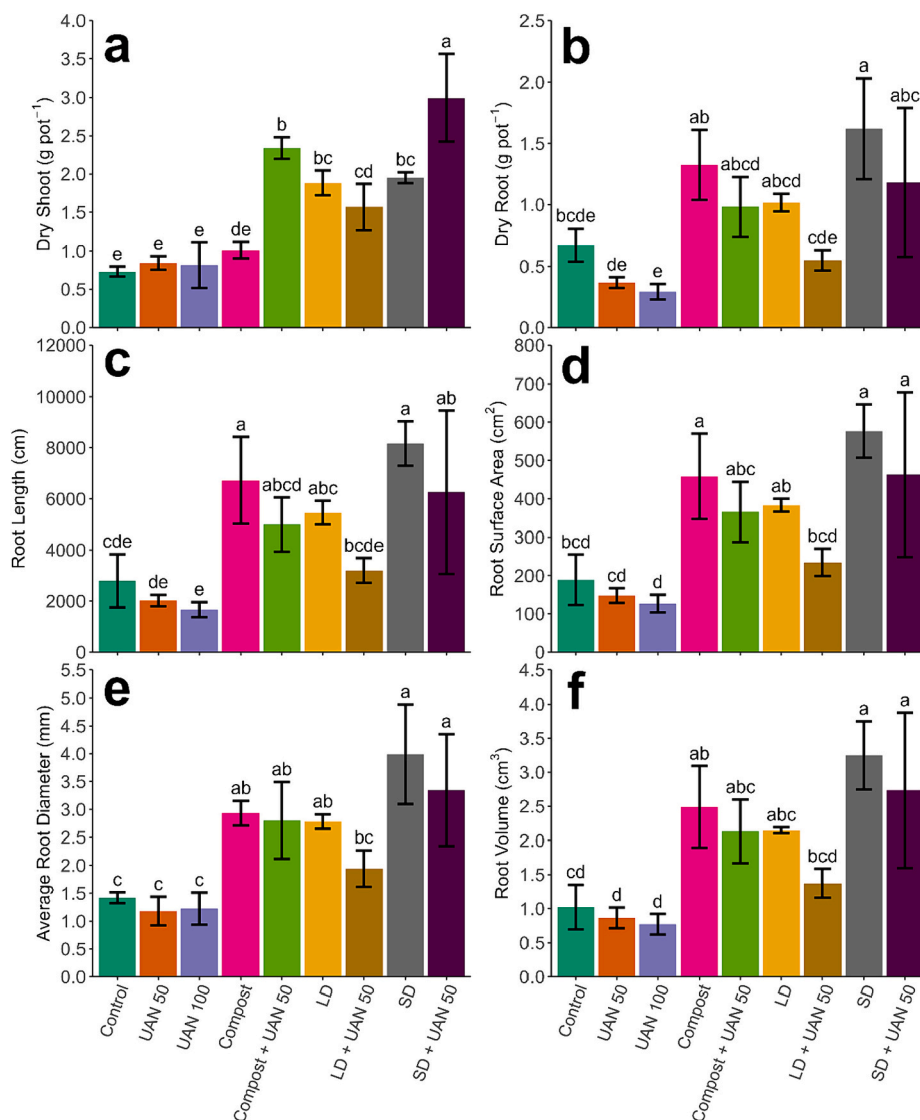 a
Dry Shoot (g pot⁻¹)
4.0
3.5
3.0
2.5
2.0
1.5
1.0
0.5
0.0
e e e de b bc cd bc a
b
Dry Root (g pot⁻¹)
2.5
2.0
1.5
1.0
0.5
0.0
bcde de e ab abcd abcd cde a abc
c
Root Length (cm)
12000
10000
8000
6000
4000
2000
0
cde de e a abcd abc bcde a ab
d
Root Surface Area (cm²)
800
700
600
500
400
300
200
100
0
bcd cd d a abc ab bcd a a
e
Average Root Diameter (mm)
5.5
5.0
4.5
4.0
3.5
3.0
2.5
2.0
1.5
1.0
0.5
0.0
c c c ab ab ab bc a a
Control
UAN 50
UAN 100
Compost
Compost + UAN 50
LD
LD + UAN 50
SD
SD + UAN 50
f
Root Volume (cm³)
4.5
4.0
3.5
3.0
2.5
2.0
1.5
1.0
0.5
0.0
cd d d ab abc abc bcd a a
Control
UAN 50
UAN 100
Compost
Compost + UAN 50
LD
LD + UAN 50
SD
SD + UAN 50